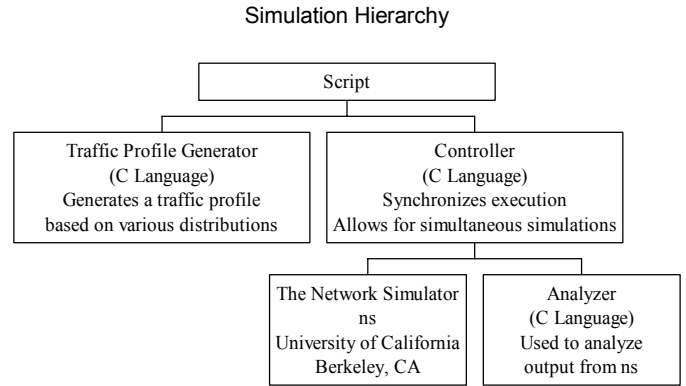 Simulation Hierarchy
Script
Traffic Profile Generator
(C Language)
Generates a traffic profile
based on various distributions
Controller
(C Language)
Synchronizes execution
Allows for simultaneous simulations
The Network Simulator
ns
University of California
Berkeley, CA
Analyzer
(C Language)
Used to analyze
output from ns